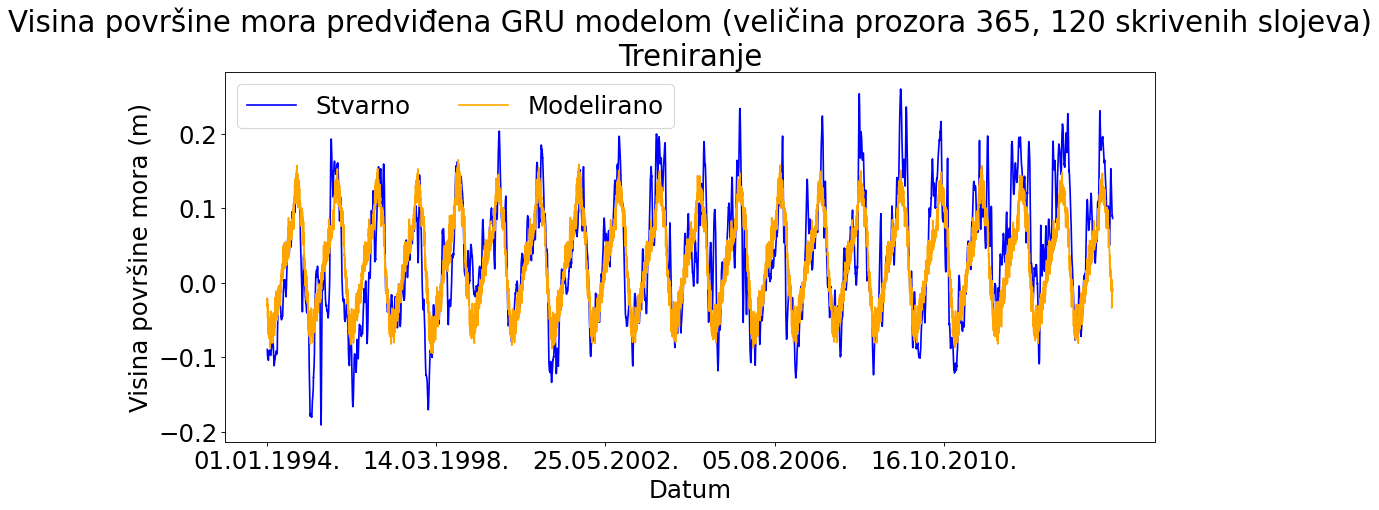 Visina površine mora predviđena GRU modelom (veličina prozora 365, 120 skrivenih slojeva)
Treniranje
Stvarno Modelirano
Visina površine mora (m)
0.2
0.1
0.0
−0.1
−0.2
01.01.1994. 14.03.1998. 25.05.2002. 05.08.2006. 16.10.2010.
Datum